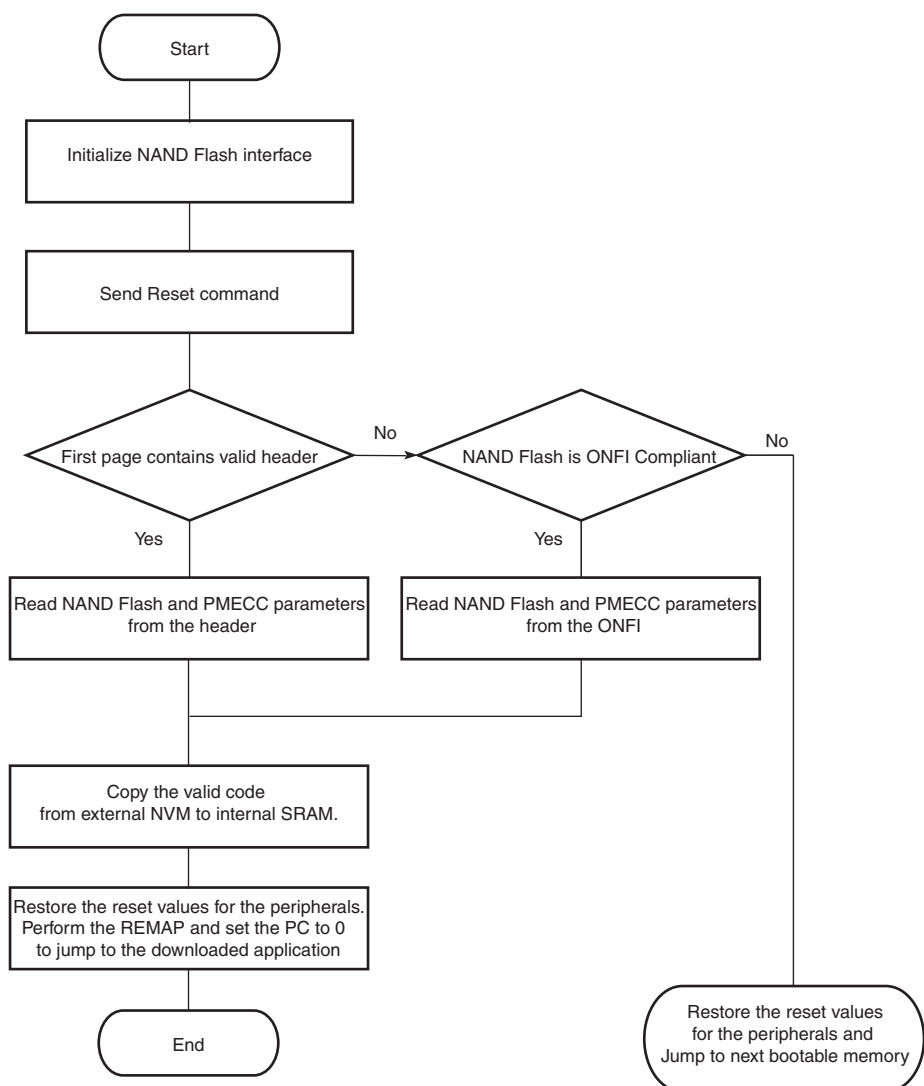 Start
Initialize NAND Flash interface
Send Reset command
First page contains valid header
No
NAND Flash is ONFI Compliant
No
Yes
Yes
Read NAND Flash and PMECC parameters
from the header
Read NAND Flash and PMECC parameters
from the ONFI
Copy the valid code
from external NVM to internal SRAM.
Restore the reset values for the peripherals.
Perform the REMAP and set the PC to 0
to jump to the downloaded application
End
Restore the reset values
for the peripherals and
Jump to next bootable memory